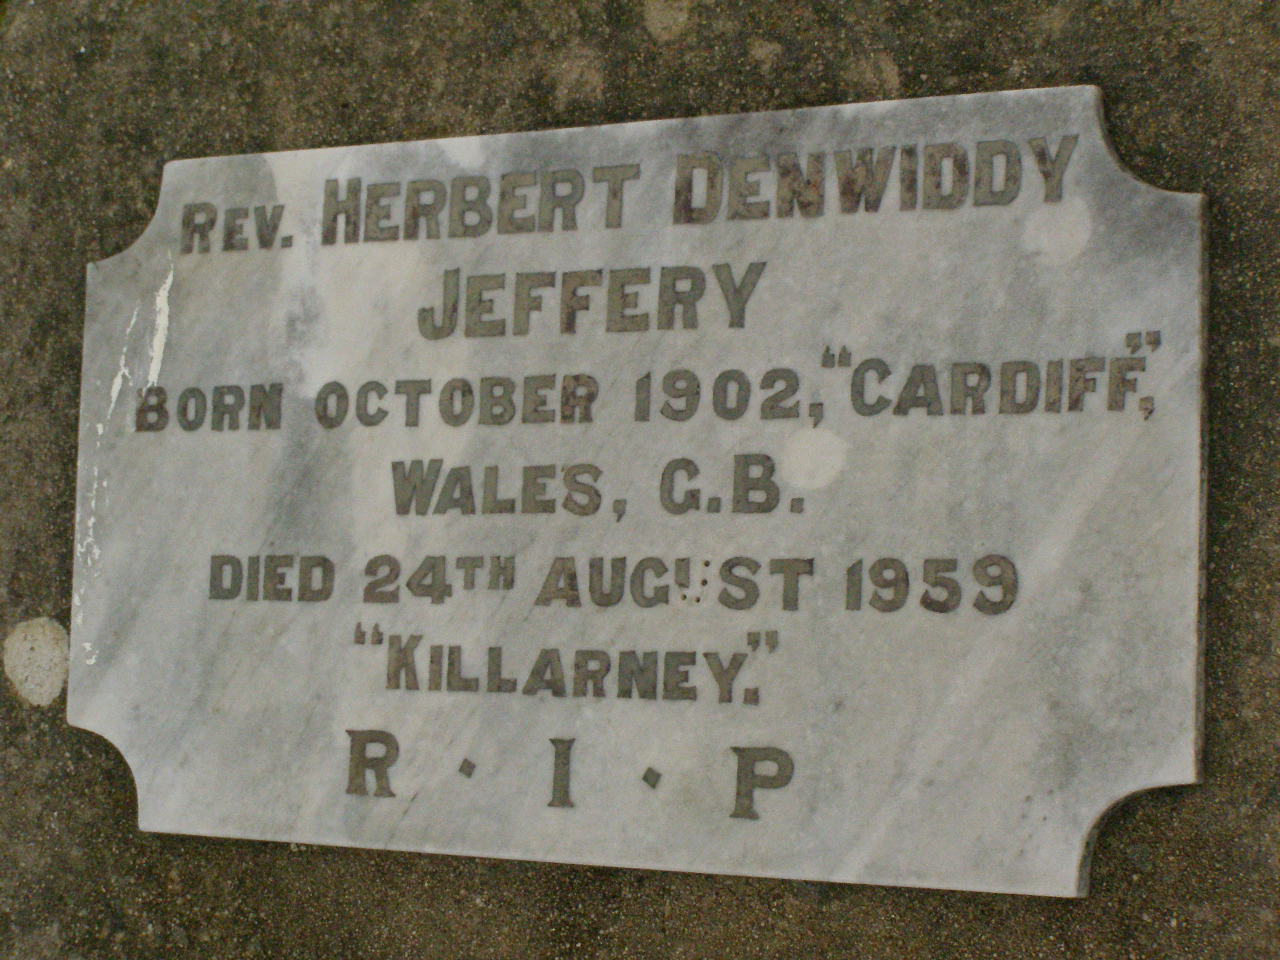 REV. HERBERT DENWIDDY
JEFFERY
BORN OCTOBER 1902, "CARDIFF,"
WALES, G.B.
DIED 24TH AUGUST 1959
"KILLARNEY."
R · I · P